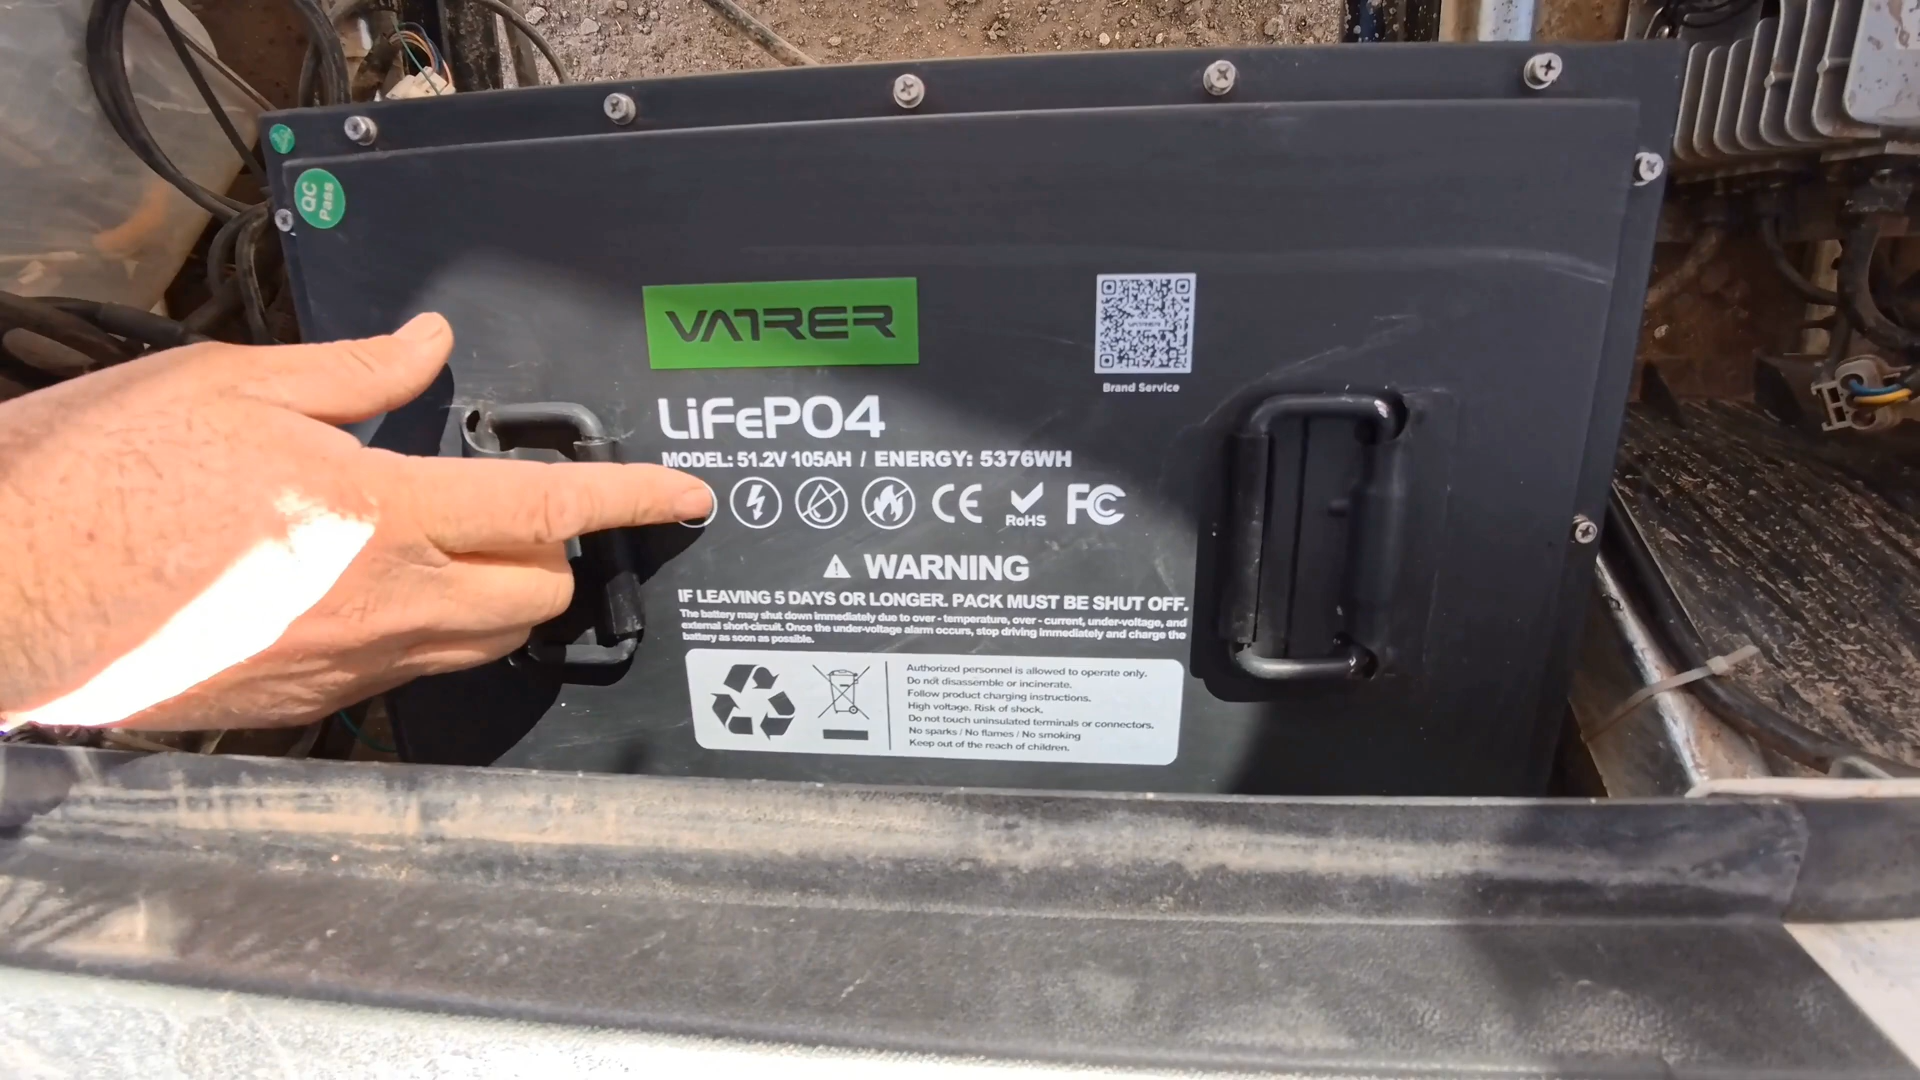 QC
Pass
VATRER
Brand Service
LiFePO4
MODEL: 51.2V 105AH / ENERGY: 5376WH
CE
RoHS
FC
WARNING
IF LEAVING 5 DAYS OR LONGER. PACK MUST BE SHUT OFF.
The battery may shut down immediately due to over - temperature, over - current, under-voltage, and
external short-circuit. Once the under-voltage alarm occurs, stop driving immediately and charge the
battery as soon as possible.
Authorized personnel is allowed to operate only.
Do not disassemble or incinerate.
Follow product charging instructions.
High voltage. Risk of shock.
Do not touch uninsulated terminals or connectors.
No sparks / No flames / No smoking
Keep out of the reach of children.